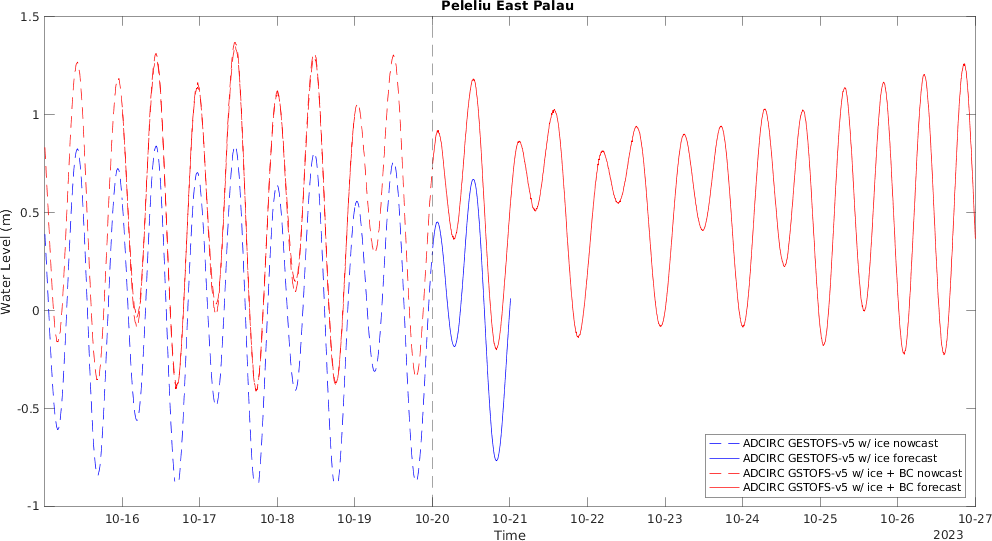 Peleliu East Palau
1.5
1
0.5
0
-0.5
-1
Water Level (m)
10-16
10-17
10-18
10-19
10-20
10-21
10-22
10-23
10-24
10-25
10-26
10-27
Time
2023
ADCIRC GESTOFS-v5 w/ ice nowcast
ADCIRC GESTOFS-v5 w/ ice forecast
ADCIRC GSTOFS-v5 w/ ice + BC nowcast
ADCIRC GSTOFS-v5 w/ ice + BC forecast